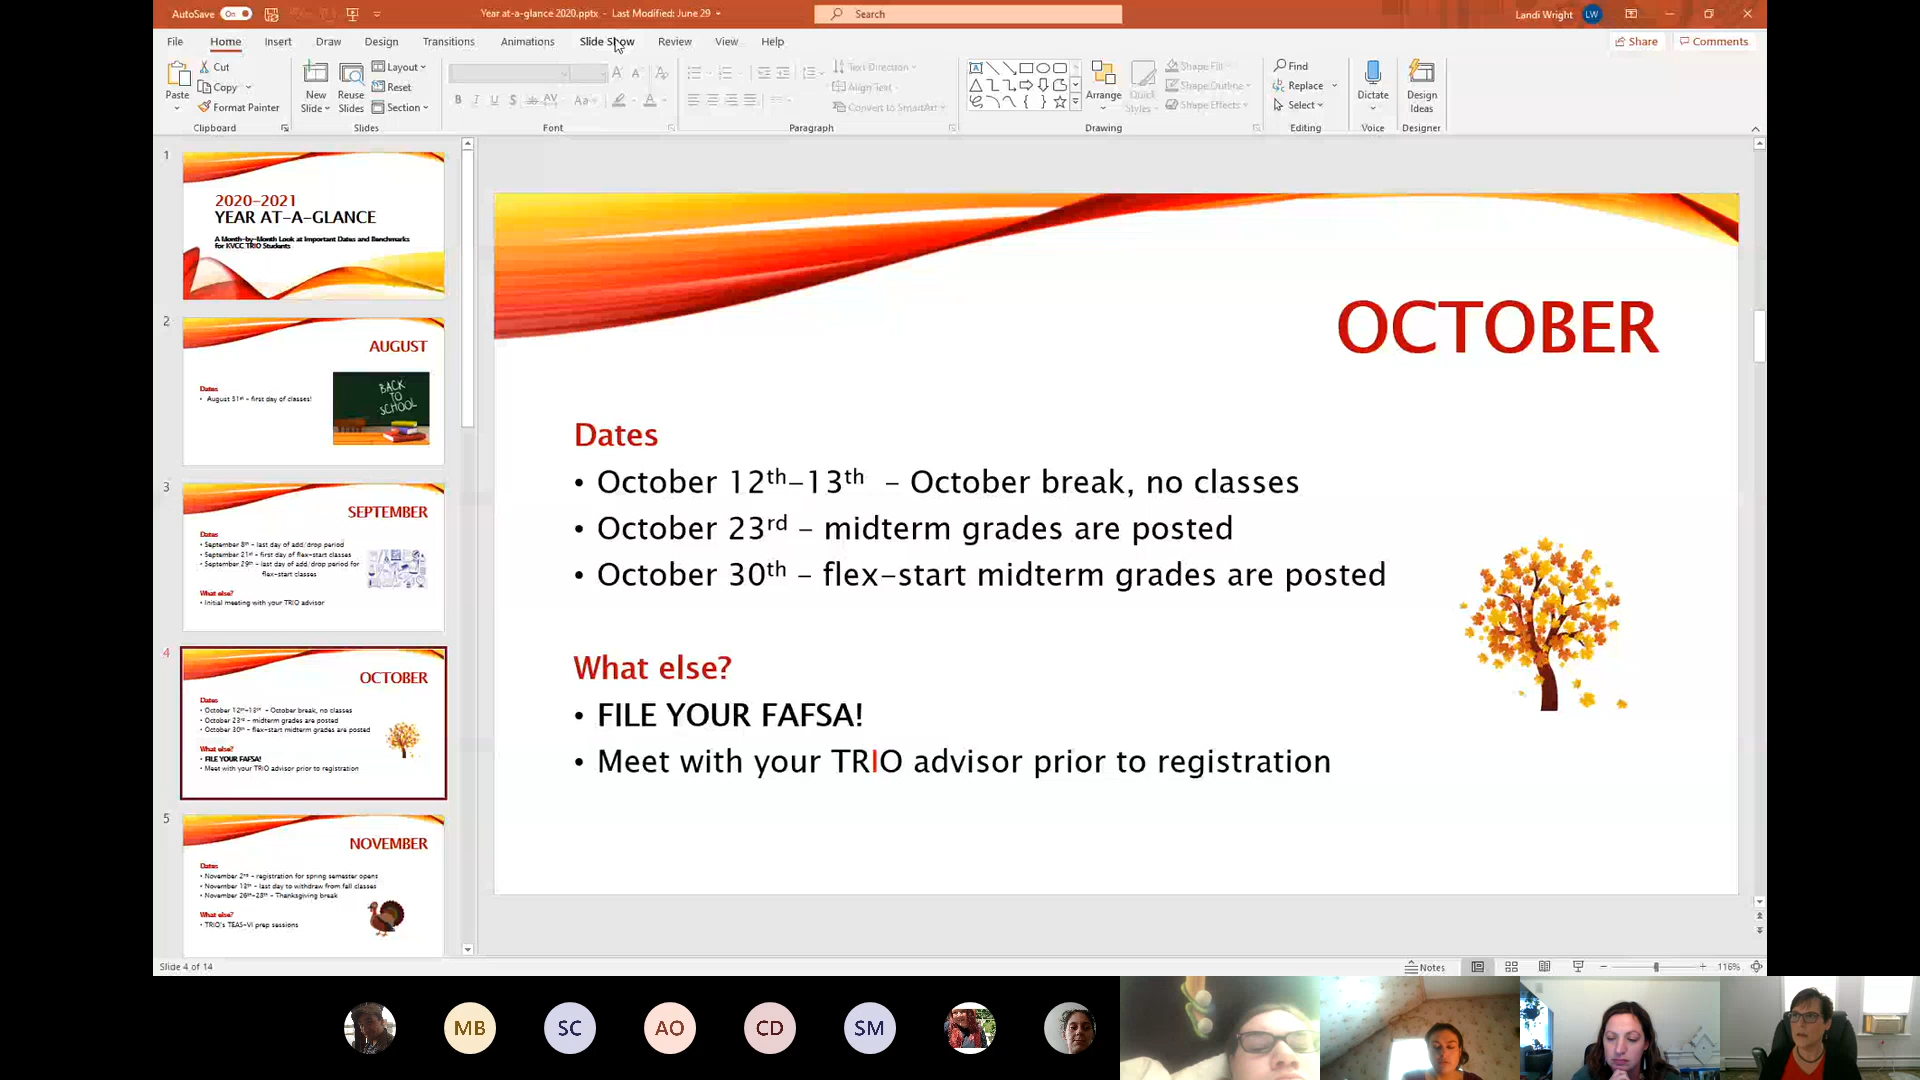 AutoSave On Year at-a-glance 2020.pptx - Last Modified: June 29 Search Landi Wright LW
File Home Insert Draw Design Transitions Animations Slide Show Review View Help Share Comments
Paste Cut Copy Format Painter Clipboard
New Slide Reuse Slides Layout Reset Section Slides
Font
Text Direction Align Text Convert to SmartArt Paragraph
Arrange Quick Styles Shape Fill Shape Outline Shape Effects Drawing
Find Replace Select Editing
Dictate Voice
Design Ideas Designer
1
2020-2021
YEAR AT-A-GLANCE
A Month-by-Month Look at Important Dates and Benchmarks
for KVCC TRIO Students
2
AUGUST
Dates
• August 31st - first day of classes!
BACK
TO
SCHOOL
3
SEPTEMBER
Dates
• September 8th - last day of add/drop period
• September 21st - first day of flex-start classes
• September 29th - last day of add/drop period for
flex-start classes
What else?
• Initial meeting with your TRIO advisor
4
OCTOBER
Dates
• October 12th-13th - October break, no classes
• October 23rd - midterm grades are posted
• October 30th - flex-start midterm grades are posted
What else?
• FILE YOUR FAFSA!
• Meet with your TRIO advisor prior to registration
5
NOVEMBER
Dates
• November 2nd - registration for spring semester opens
• November 13th - last day to withdraw from fall classes
• November 26th-28th - Thanksgiving break
What else?
• TRIO's TEAS-VI prep sessions
OCTOBER
Dates
• October 12th-13th - October break, no classes
• October 23rd - midterm grades are posted
• October 30th - flex-start midterm grades are posted
What else?
• FILE YOUR FAFSA!
• Meet with your TRIO advisor prior to registration
Slide 4 of 14 Notes 116%
MB SC AO CD SM